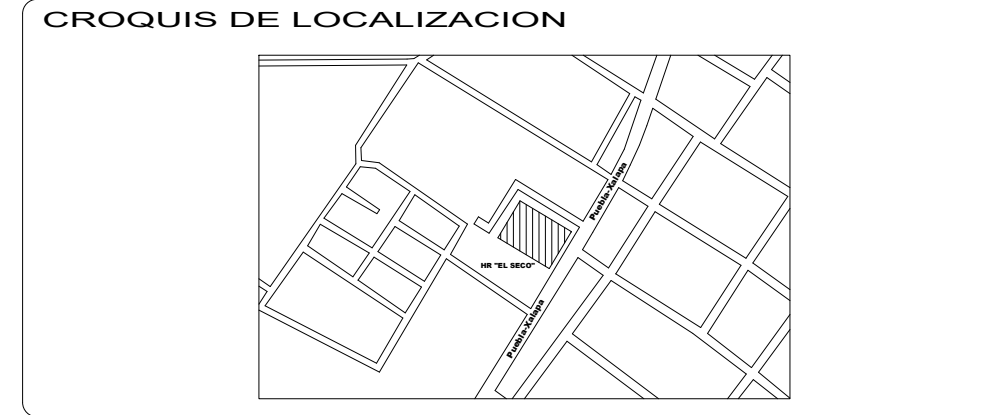 CROQUIS DE LOCALIZACION
Puebla-Xalapa
HR "EL SECO"
Puebla-Xalapa